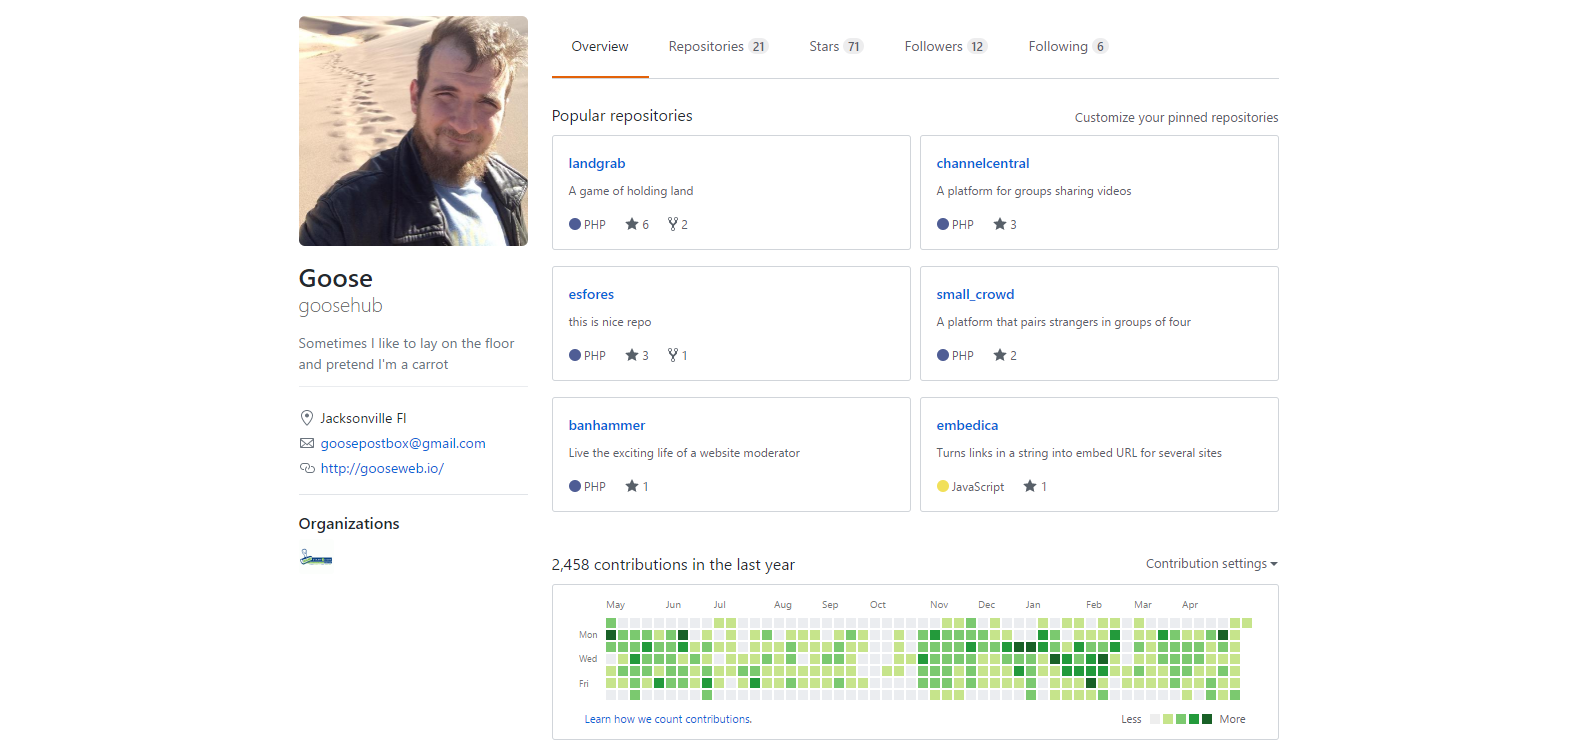 Overview Repositories 21 Stars 71 Followers 12 Following 6
Goose
goosehub
Sometimes I like to lay on the floor
and pretend I'm a carrot
Jacksonville Fl
goosepostbox@gmail.com
http://gooseweb.io/
Organizations
Popular repositories
Customize your pinned repositories
landgrab
A game of holding land
PHP 6 2
channelcentral
A platform for groups sharing videos
PHP 3
esfores
this is nice repo
PHP 3 1
small_crowd
A platform that pairs strangers in groups of four
PHP 2
banhammer
Live the exciting life of a website moderator
PHP 1
embedica
Turns links in a string into embed URL for several sites
JavaScript 1
2,458 contributions in the last year
Contribution settings
May Jun Jul Aug Sep Oct Nov Dec Jan Feb Mar Apr
Mon
Wed
Fri
Learn how we count contributions.
Less More